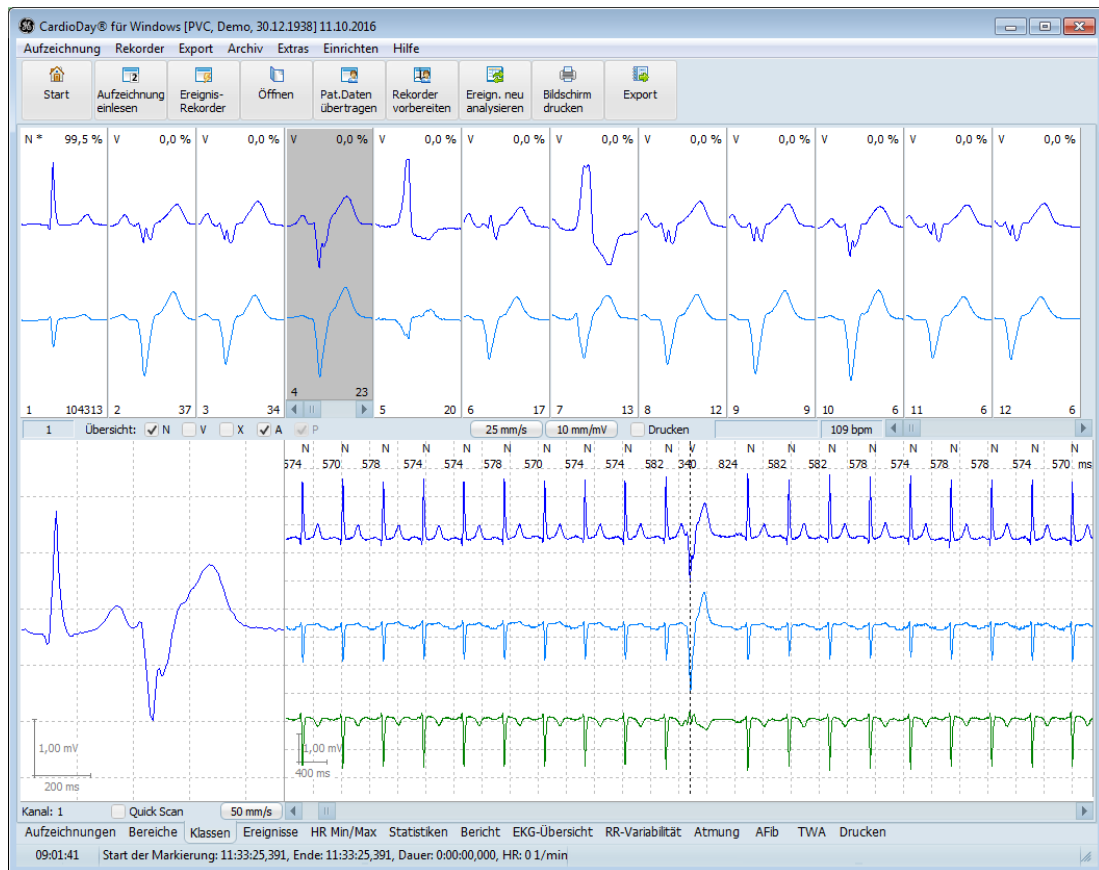 CardioDay® für Windows [PVC, Demo, 30.12.1938] 11.10.2016
Aufzeichnung Rekorder Export Archiv Extras Einrichten Hilfe
Start
Aufzeichnung einlesen
Ereignis-Rekorder
Öffnen
Pat.Daten übertragen
Rekorder vorbereiten
Ereign. neu analysieren
Bildschirm drucken
Export
N * 99,5 % V 0,0 % V 0,0 % V 0,0 % V 0,0 % V 0,0 % V 0,0 % V 0,0 % V 0,0 % V 0,0 % V 0,0 % V 0,0 %
1 104313 2 37 3 34 4 23 5 20 6 17 7 13 8 12 9 9 10 6 11 6 12 6
1 Übersicht: N V X A P 25 mm/s 10 mm/mV Drucken 109 bpm
N N N N N N N N N N V N N N N N N N N N
574 570 578 574 574 578 570 574 574 582 340 824 582 582 578 574 578 578 574 570 ms
1,00 mV
200 ms
1,00 mV
400 ms
Kanal: 1 Quick Scan 50 mm/s
Aufzeichnungen Bereiche Klassen Ereignisse HR Min/Max Statistiken Bericht EKG-Übersicht RR-Variabilität Atmung AFib TWA Drucken
09:01:41 Start der Markierung: 11:33:25,391, Ende: 11:33:25,391, Dauer: 0:00:00,000, HR: 0 1/min